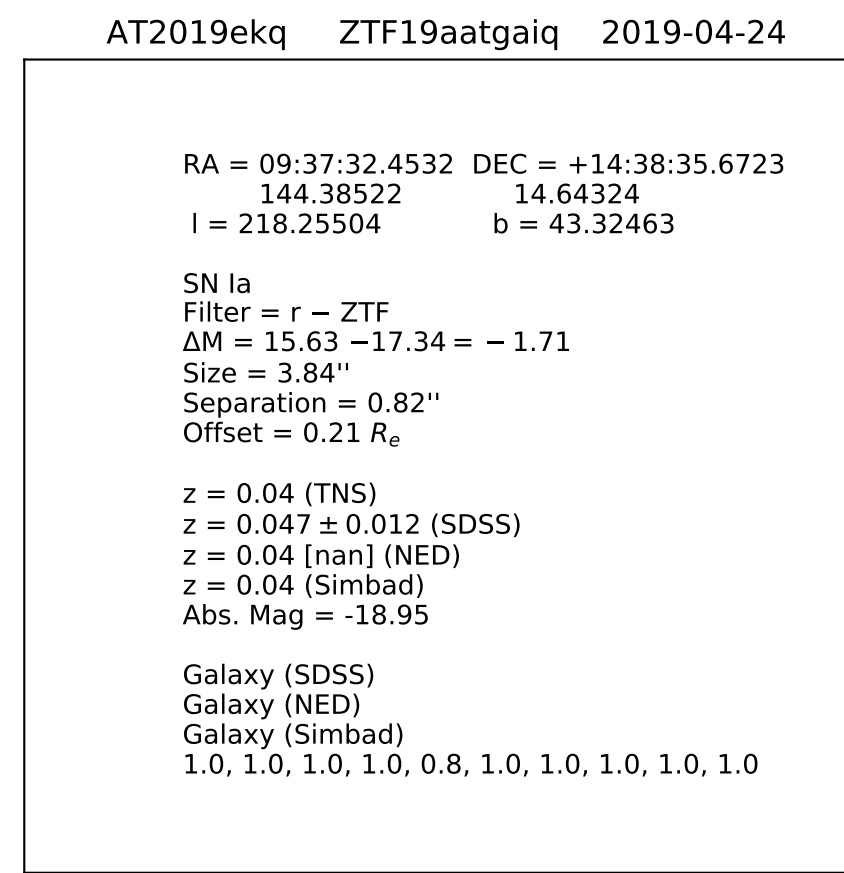 AT2019ekq ZTF19aatgaiq 2019-04-24
RA = 09:37:32.4532 DEC = +14:38:35.6723
144.38522 14.64324
l = 218.25504 b = 43.32463
SN Ia
Filter = r − ZTF
ΔM = 15.63 −17.34 = − 1.71
Size = 3.84''
Separation = 0.82''
Offset = 0.21 Re
z = 0.04 (TNS)
z = 0.047 ± 0.012 (SDSS)
z = 0.04 [nan] (NED)
z = 0.04 (Simbad)
Abs. Mag = -18.95
Galaxy (SDSS)
Galaxy (NED)
Galaxy (Simbad)
1.0, 1.0, 1.0, 1.0, 0.8, 1.0, 1.0, 1.0, 1.0, 1.0